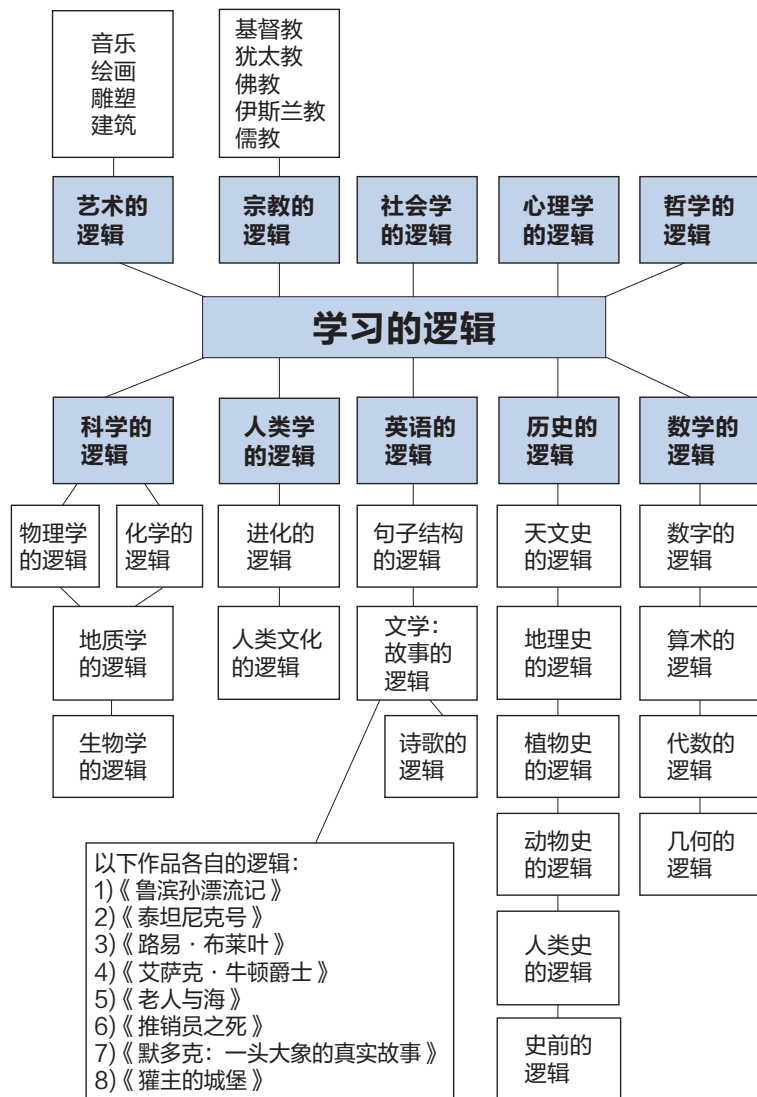 音乐
绘画
雕塑
建筑
基督教
犹太教
佛教
伊斯兰教
儒教
艺术的
逻辑
宗教的
逻辑
社会学
的逻辑
心理学
的逻辑
哲学的
逻辑
学习的逻辑
科学的
逻辑
人类学
的逻辑
英语的
逻辑
历史的
逻辑
数学的
逻辑
物理学
的逻辑
化学的
逻辑
进化的
逻辑
句子结构
的逻辑
天文史
的逻辑
数字的
逻辑
地质学
的逻辑
人类文化
的逻辑
文学：
故事的
逻辑
地理史
的逻辑
算术的
逻辑
生物学
的逻辑
诗歌的
逻辑
植物史
的逻辑
代数的
逻辑
动物史
的逻辑
几何的
逻辑
以下作品各自的逻辑：
1)《鲁滨孙漂流记》
2)《泰坦尼克号》
3)《路易·布莱叶》
4)《艾萨克·牛顿爵士》
5)《老人与海》
6)《推销员之死》
7)《默多克：一头大象的真实故事》
8)《獾主的城堡》
人类史
的逻辑
史前的
逻辑